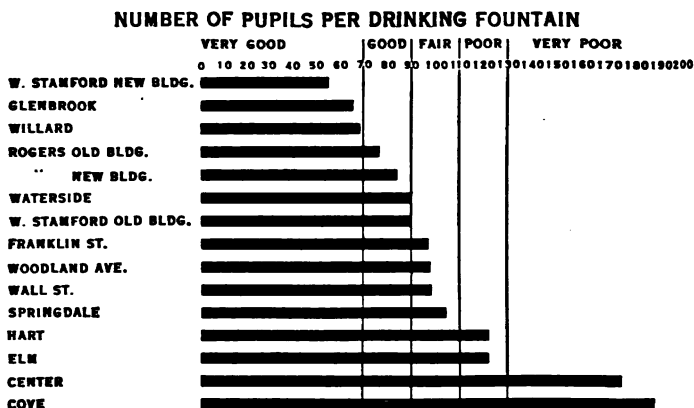 NUMBER OF PUPILS PER DRINKING FOUNTAIN
VERY GOOD GOOD FAIR POOR VERY POOR
0 10 20 30 40 50 60 70 80 90 100 110 120 130 140 150 160 170 180 190 200
W. STAMFORD NEW BLDG.
GLENBROOK
WILLARD
ROGERS OLD BLDG.
" NEW BLDG.
WATERSIDE
W. STAMFORD OLD BLDG.
FRANKLIN ST.
WOODLAND AVE.
WALL ST.
SPRINGDALE
HART
ELM
CENTER
COVE